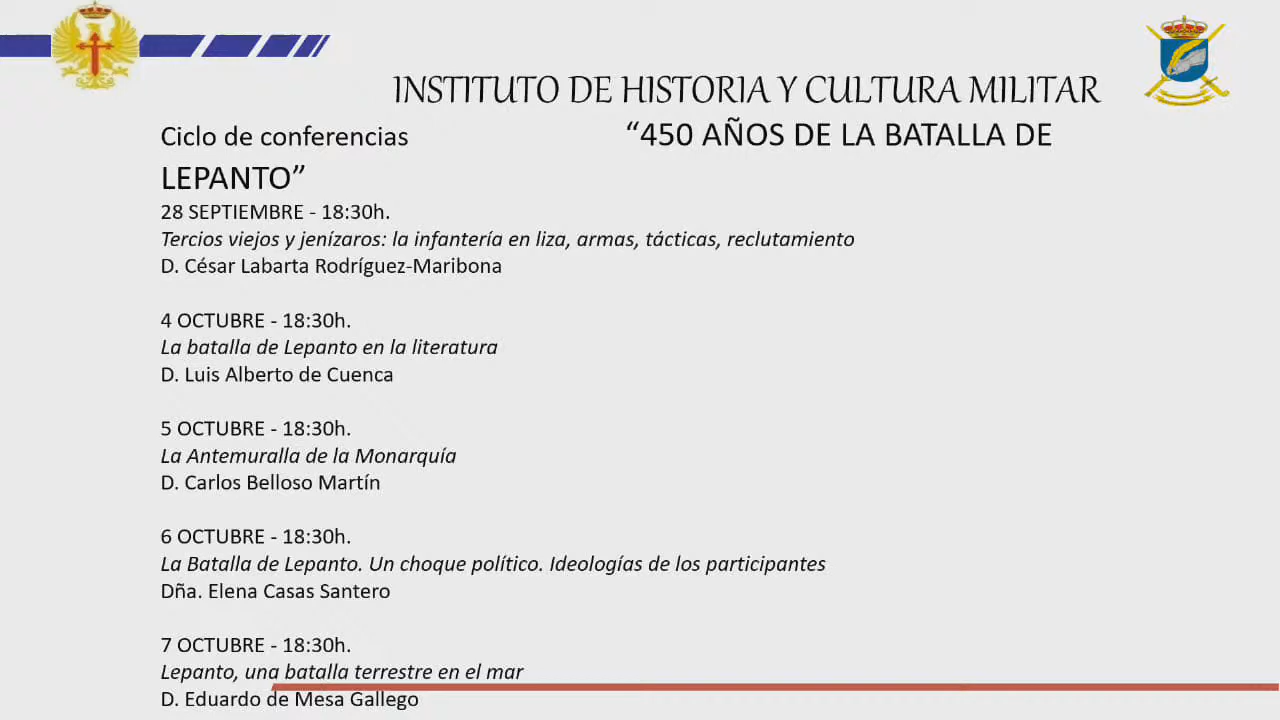 INSTITUTO DE HISTORIA Y CULTURA MILITAR
Ciclo de conferencias “450 AÑOS DE LA BATALLA DE
LEPANTO”
28 SEPTIEMBRE - 18:30h.
Tercios viejos y jenízaros: la infantería en liza, armas, tácticas, reclutamiento
D. César Labarta Rodríguez-Maribona
4 OCTUBRE - 18:30h.
La batalla de Lepanto en la literatura
D. Luis Alberto de Cuenca
5 OCTUBRE - 18:30h.
La Antemuralla de la Monarquía
D. Carlos Belloso Martín
6 OCTUBRE - 18:30h.
La Batalla de Lepanto. Un choque político. Ideologías de los participantes
Dña. Elena Casas Santero
7 OCTUBRE - 18:30h.
Lepanto, una batalla terrestre en el mar
D. Eduardo de Mesa Gallego